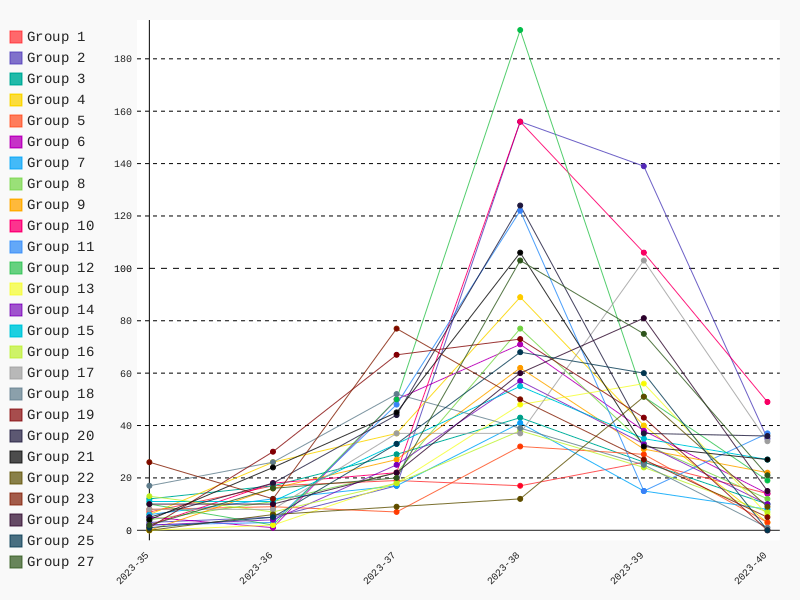 Group 1
Group 2
Group 3
Group 4
Group 5
Group 6
Group 7
Group 8
Group 9
Group 10
Group 11
Group 12
Group 13
Group 14
Group 15
Group 16
Group 17
Group 18
Group 19
Group 20
Group 21
Group 22
Group 23
Group 24
Group 25
Group 27
180
160
140
120
100
80
60
40
20
0
2023-35
2023-36
2023-37
2023-38
2023-39
2023-40